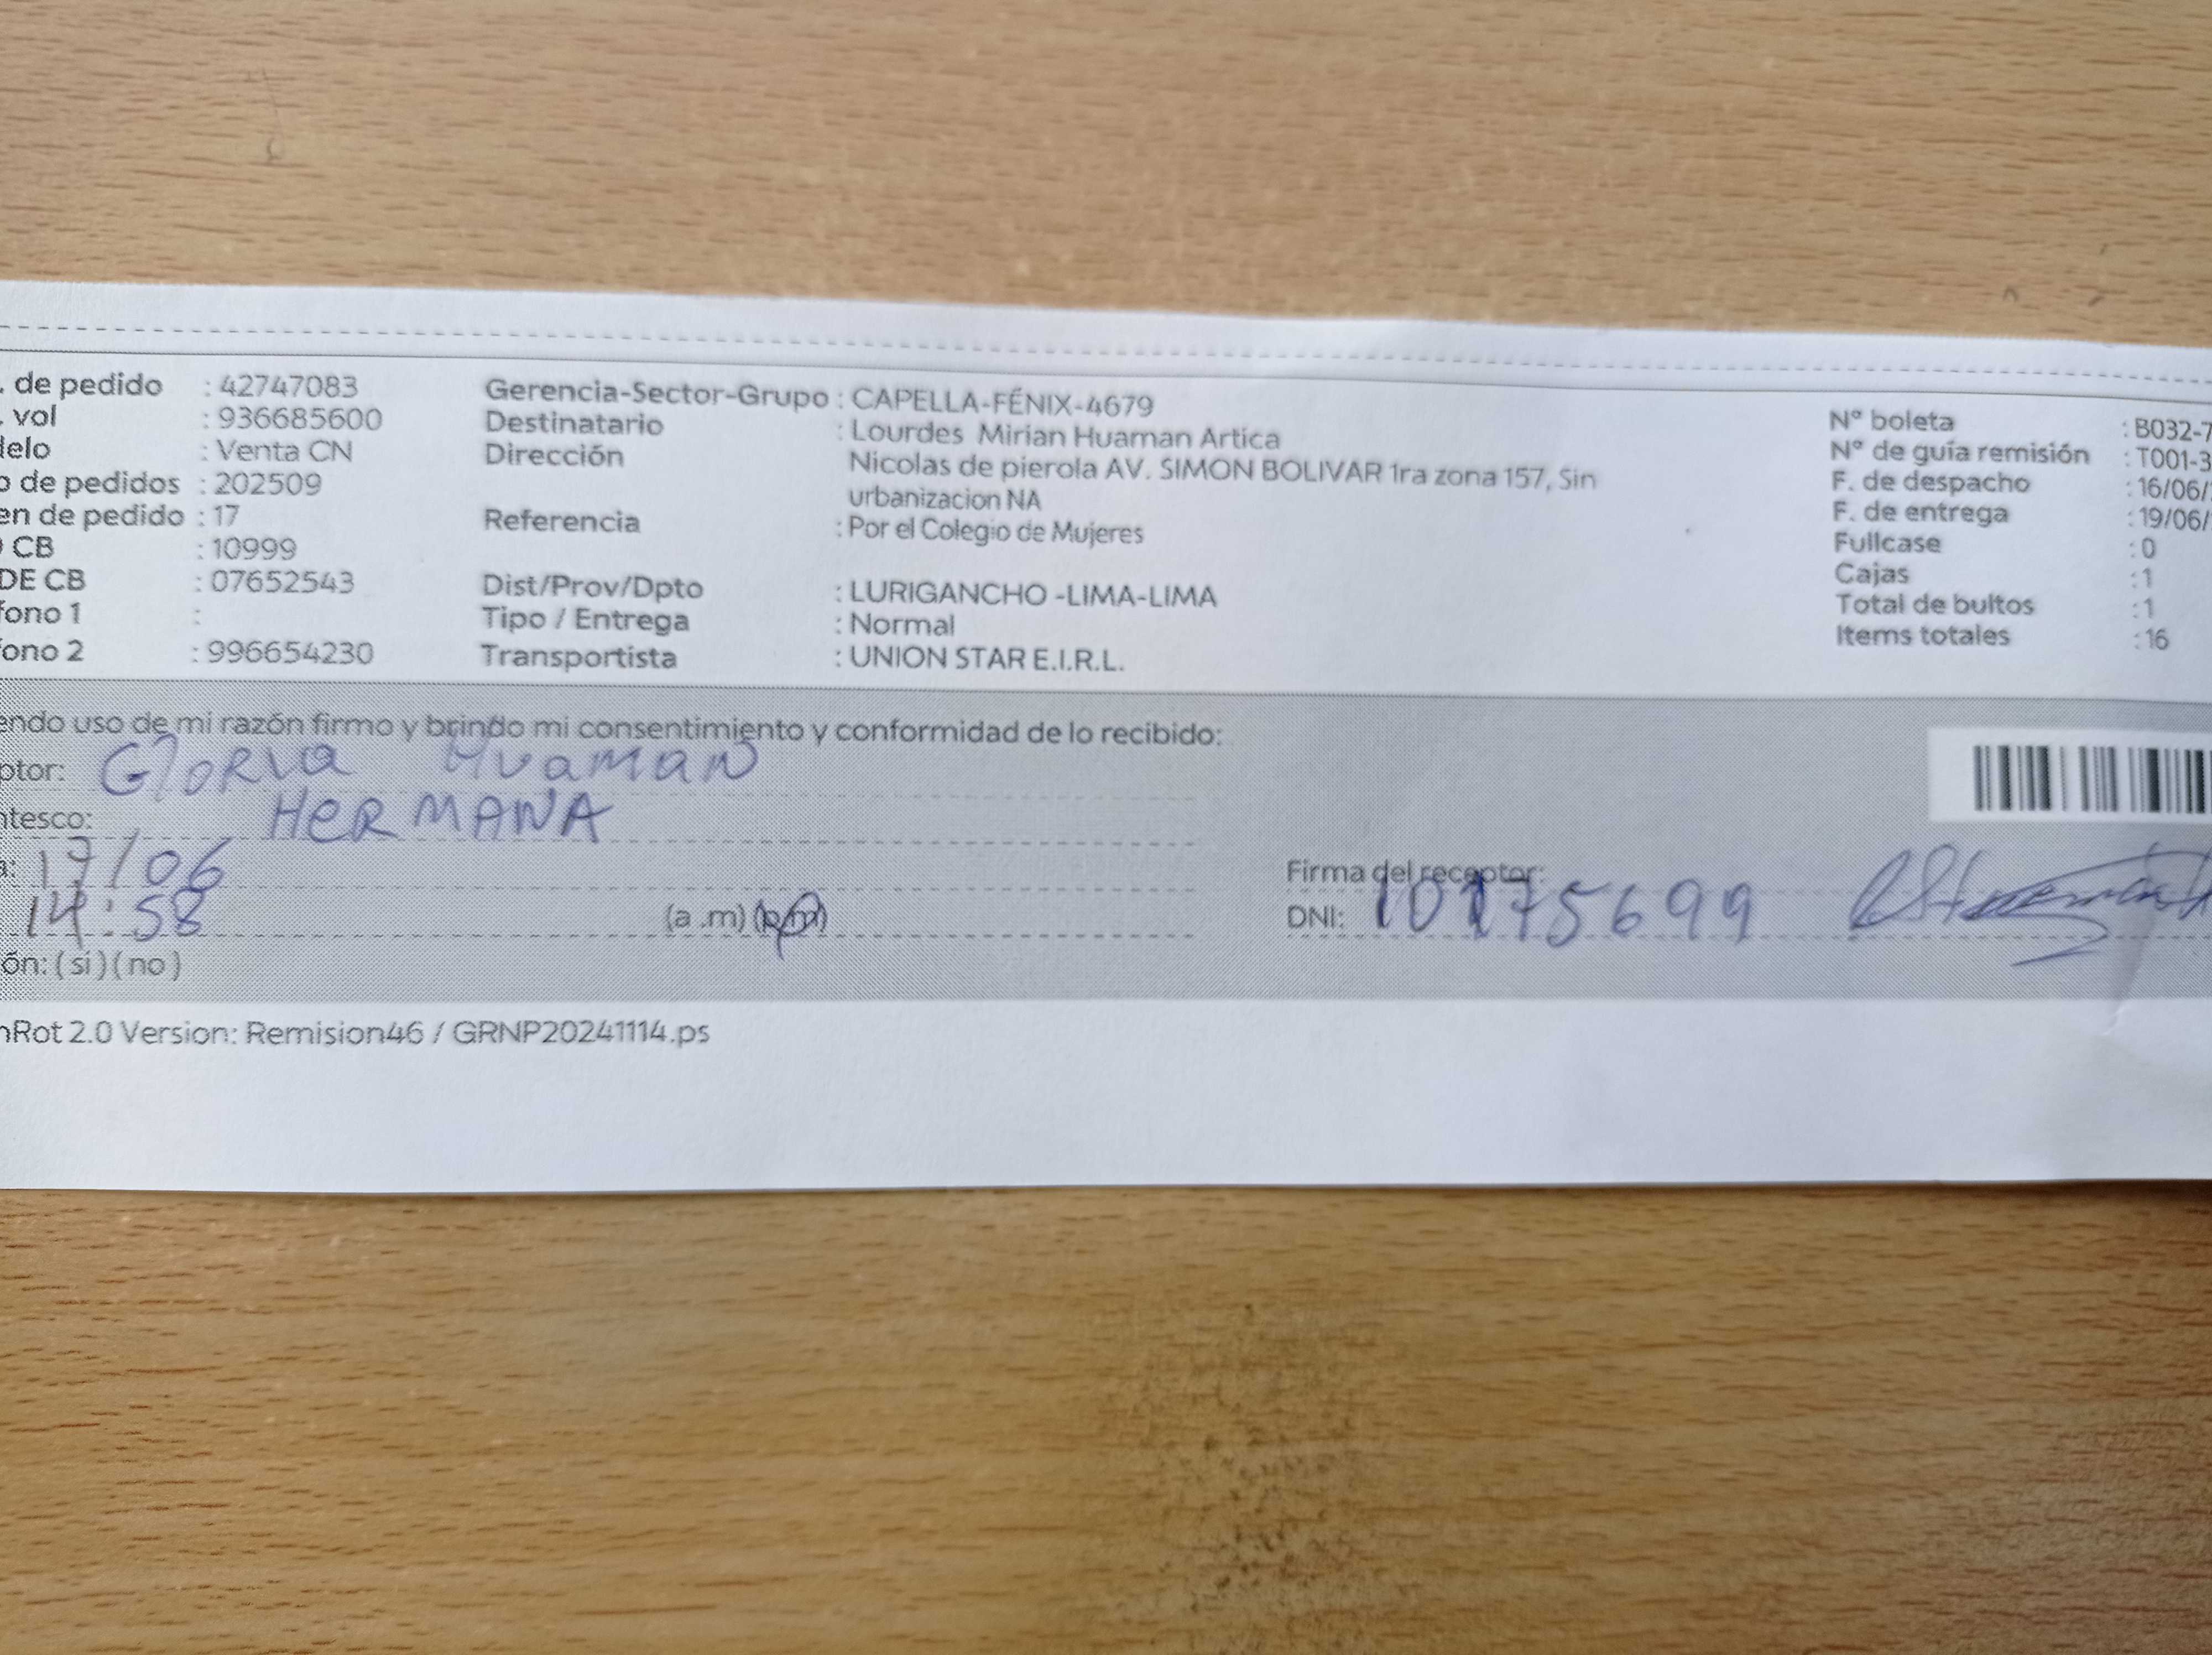 . de pedido : 42747083
. vol : 936685600
lelo : Venta CN
o de pedidos : 202509
en de pedido : 17
CB : 10999
DE CB : 07652543
fono 1 :
ono 2 : 996654230
Gerencia-Sector-Grupo : CAPELLA-FÉNIX-4679
Destinatario : Lourdes Mirian Huaman Artica
Dirección Nicolas de pierola AV. SIMON BOLIVAR 1ra zona 157, Sin
urbanizacion NA
Referencia : Por el Colegio de Mujeres
Dist/Prov/Dpto : LURIGANCHO -LIMA-LIMA
Tipo / Entrega : Normal
Transportista : UNION STAR E.I.R.L.
N° boleta : B032-7
N° de guía remisión : T001-3
F. de despacho : 16/06/
F. de entrega : 19/06/
Fullcase : 0
Cajas : 1
Total de bultos : 1
Items totales : 16
endo uso de mi razón firmo y brindo mi consentimiento y conformidad de lo recibido:
ptor: Gloria Huaman
ntesco: HERMANA
a: 17/06
14:58 (a .m) (p.m)
ón: (si) (no)
Firma del receptor:
DNI: 10175699
nRot 2.0 Version: Remision46 / GRNP20241114.ps